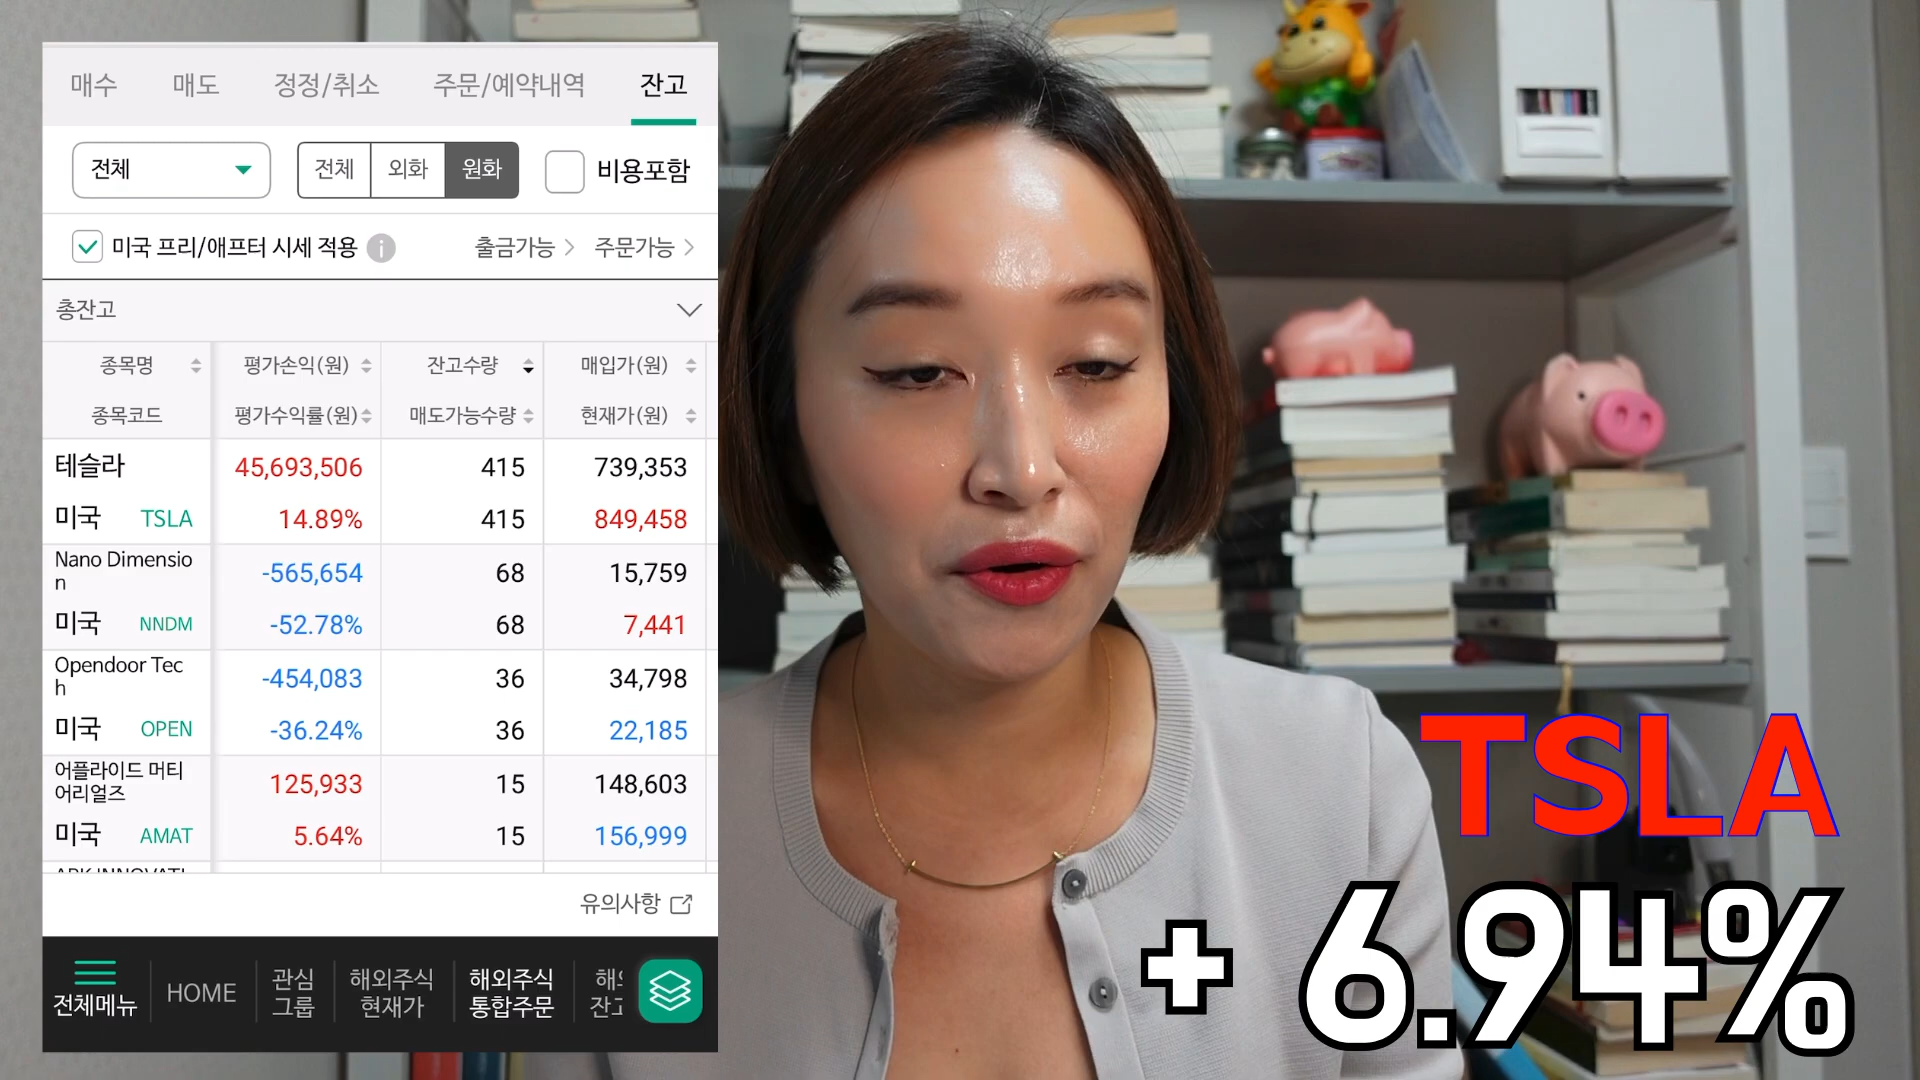 매수 매도 정정/취소 주문/예약내역 잔고
전체 전체 외화 원화 비용포함
미국 프리/애프터 시세 적용 출금가능 주문가능
총잔고
종목명 평가손익(원) 잔고수량 매입가(원)
종목코드 평가수익률(원) 매도가능수량 현재가(원)
테슬라 45,693,506 415 739,353
미국 TSLA 14.89% 415 849,458
Nano Dimensio
n
-565,654 68 15,759
미국 NNDM -52.78% 68 7,441
Opendoor Tec
h
-454,083 36 34,798
미국 OPEN -36.24% 36 22,185
어플라이드 머티
어리얼즈
125,933 15 148,603
미국 AMAT 5.64% 15 156,999
유의사항
전체메뉴
HOME
관심
그룹
해외주식
현재가
해외주식
통합주문
TSLA
+ 6.94%